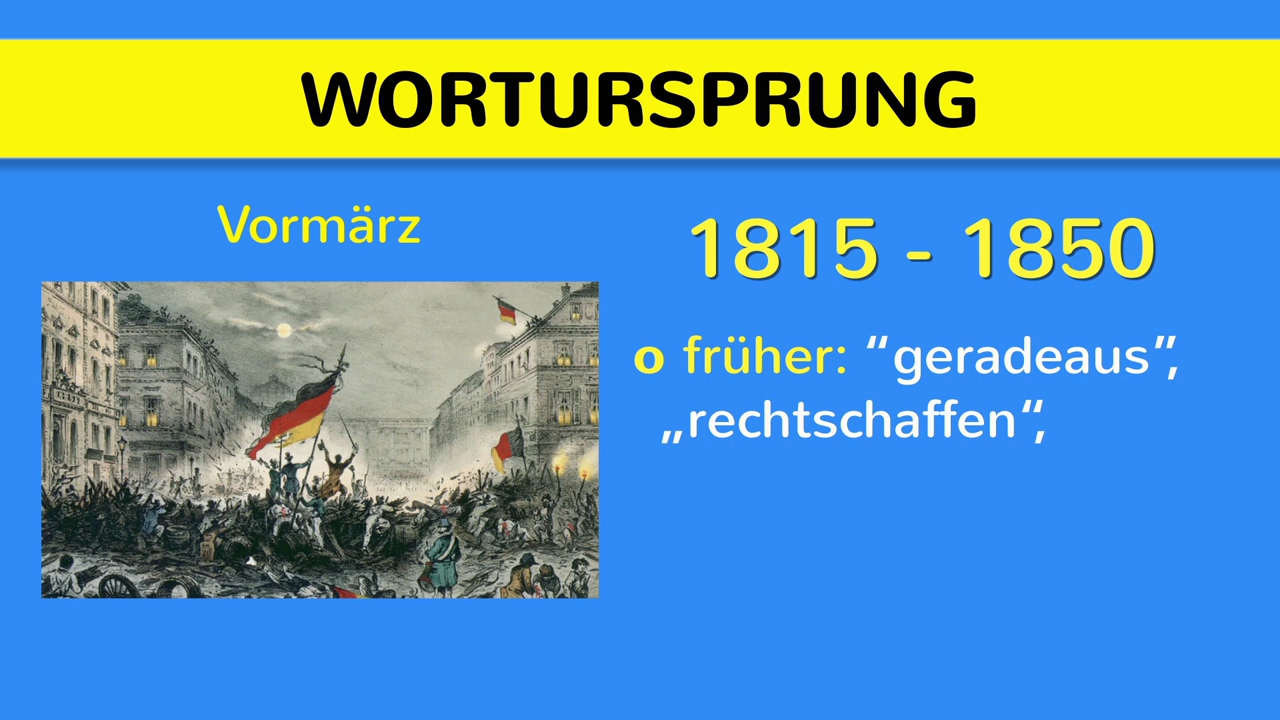 WORTURSPRUNG
Vormärz
1815 - 1850
o früher: “geradeaus”,
„rechtschaffen“,